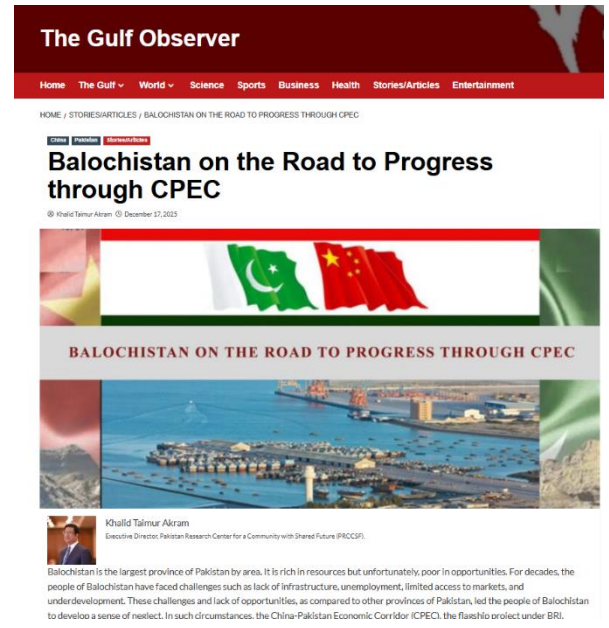 The Gulf Observer
Home The Gulf World Science Sports Business Health Stories/Articles Entertainment
HOME / STORIES/ARTICLES / BALOCHISTAN ON THE ROAD TO PROGRESS THROUGH CPEC
China Pakistan Stories/Articles
Balochistan on the Road to Progress
through CPEC
Khalid Taimur Akram December 17, 2025
BALOCHISTAN ON THE ROAD TO PROGRESS THROUGH CPEC
Khalid Taimur Akram
Executive Director, Pakistan Research Center for a Community with Shared Future (PRCCSF).
Balochistan is the largest province of Pakistan by area. It is rich in resources but unfortunately, poor in opportunities. For decades, the
people of Balochistan have faced challenges such as lack of infrastructure, unemployment, limited access to markets, and
underdevelopment. These challenges and lack of opportunities, as compared to other provinces of Pakistan, led the people of Balochistan
to develop a sense of neglect. In such circumstances, the China-Pakistan Economic Corridor (CPEC), the flagship project under BRI,